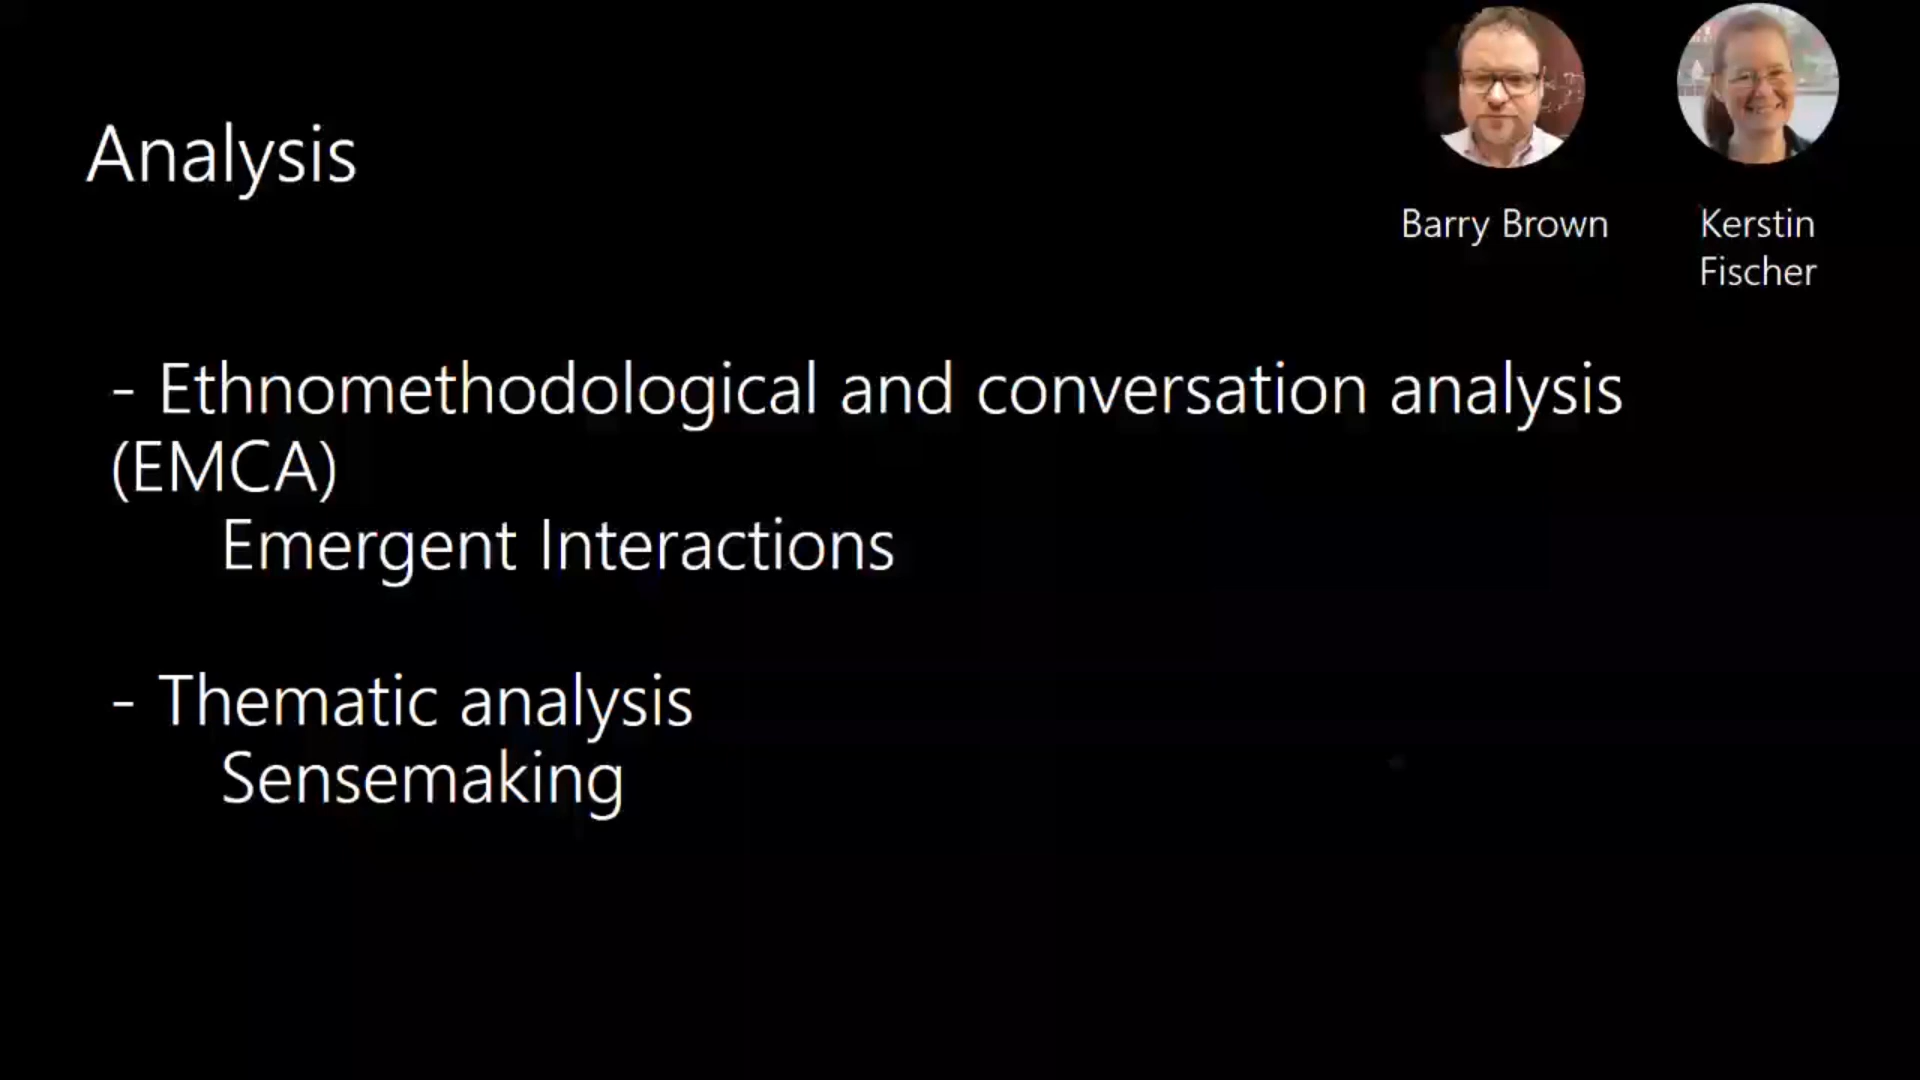 Analysis
Barry Brown
Kerstin
Fischer
- Ethnomethodological and conversation analysis
(EMCA)
Emergent Interactions
- Thematic analysis
Sensemaking